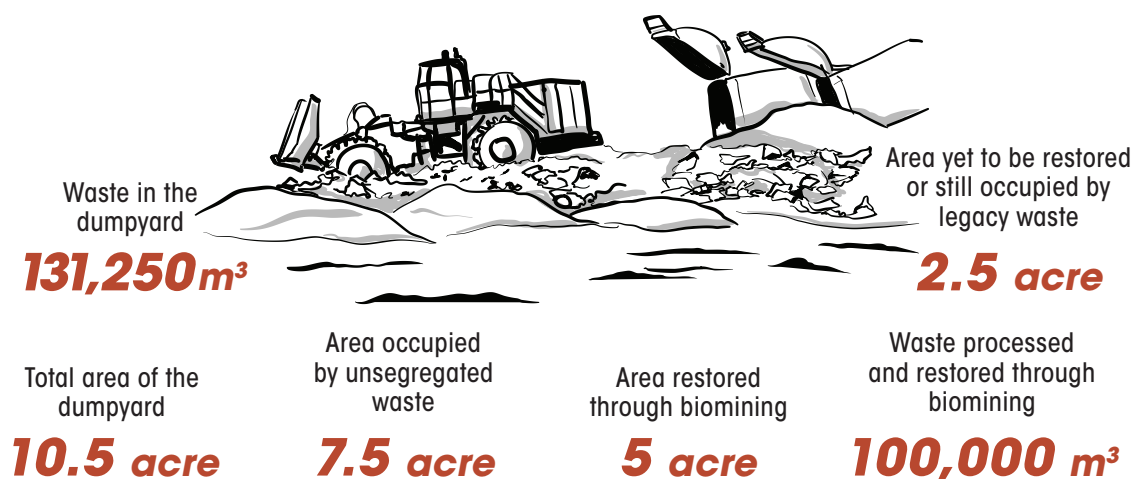 Waste in the
dumpyard
131,250 m³
Area yet to be restored
or still occupied by
legacy waste
2.5 acre
Total area of the
dumpyard
10.5 acre
Area occupied
by unsegregated
waste
7.5 acre
Area restored
through biomining
5 acre
Waste processed
and restored through
biomining
100,000 m³